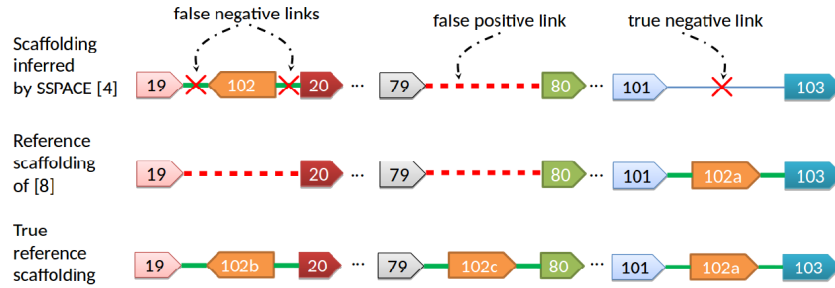 false negative links false positive link true negative link
Scaffolding
inferred
by SSPACE [4]
19 102 20 ... 79 80 ... 101 103
Reference
scaffolding
of [8]
19 20 ... 79 80 ... 101 102a 103
True
reference
scaffolding
19 102b 20 ... 79 102c 80 ... 101 102a 103